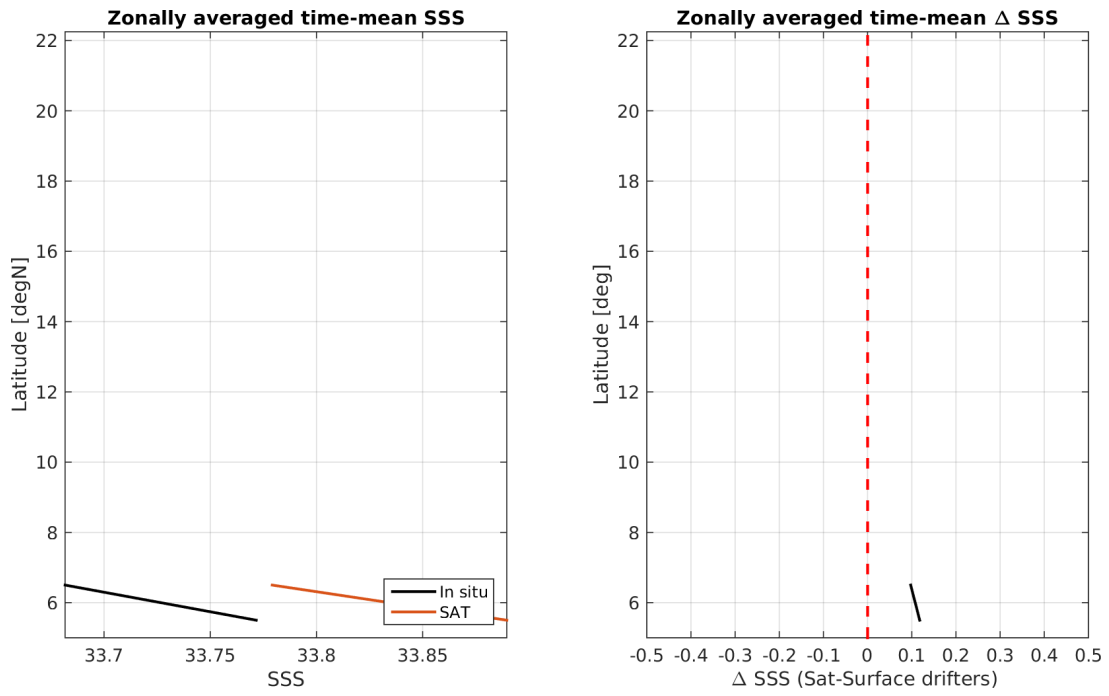 Zonally averaged time-mean SSS
22
20
18
16
14
12
10
8
6
Latitude [degN]
33.7 33.75 33.8 33.85
SSS
In situ
SAT
Zonally averaged time-mean Δ SSS
22
20
18
16
14
12
10
8
6
Latitude [deg]
-0.5 -0.4 -0.3 -0.2 -0.1 0 0.1 0.2 0.3 0.4 0.5
Δ SSS (Sat-Surface drifters)